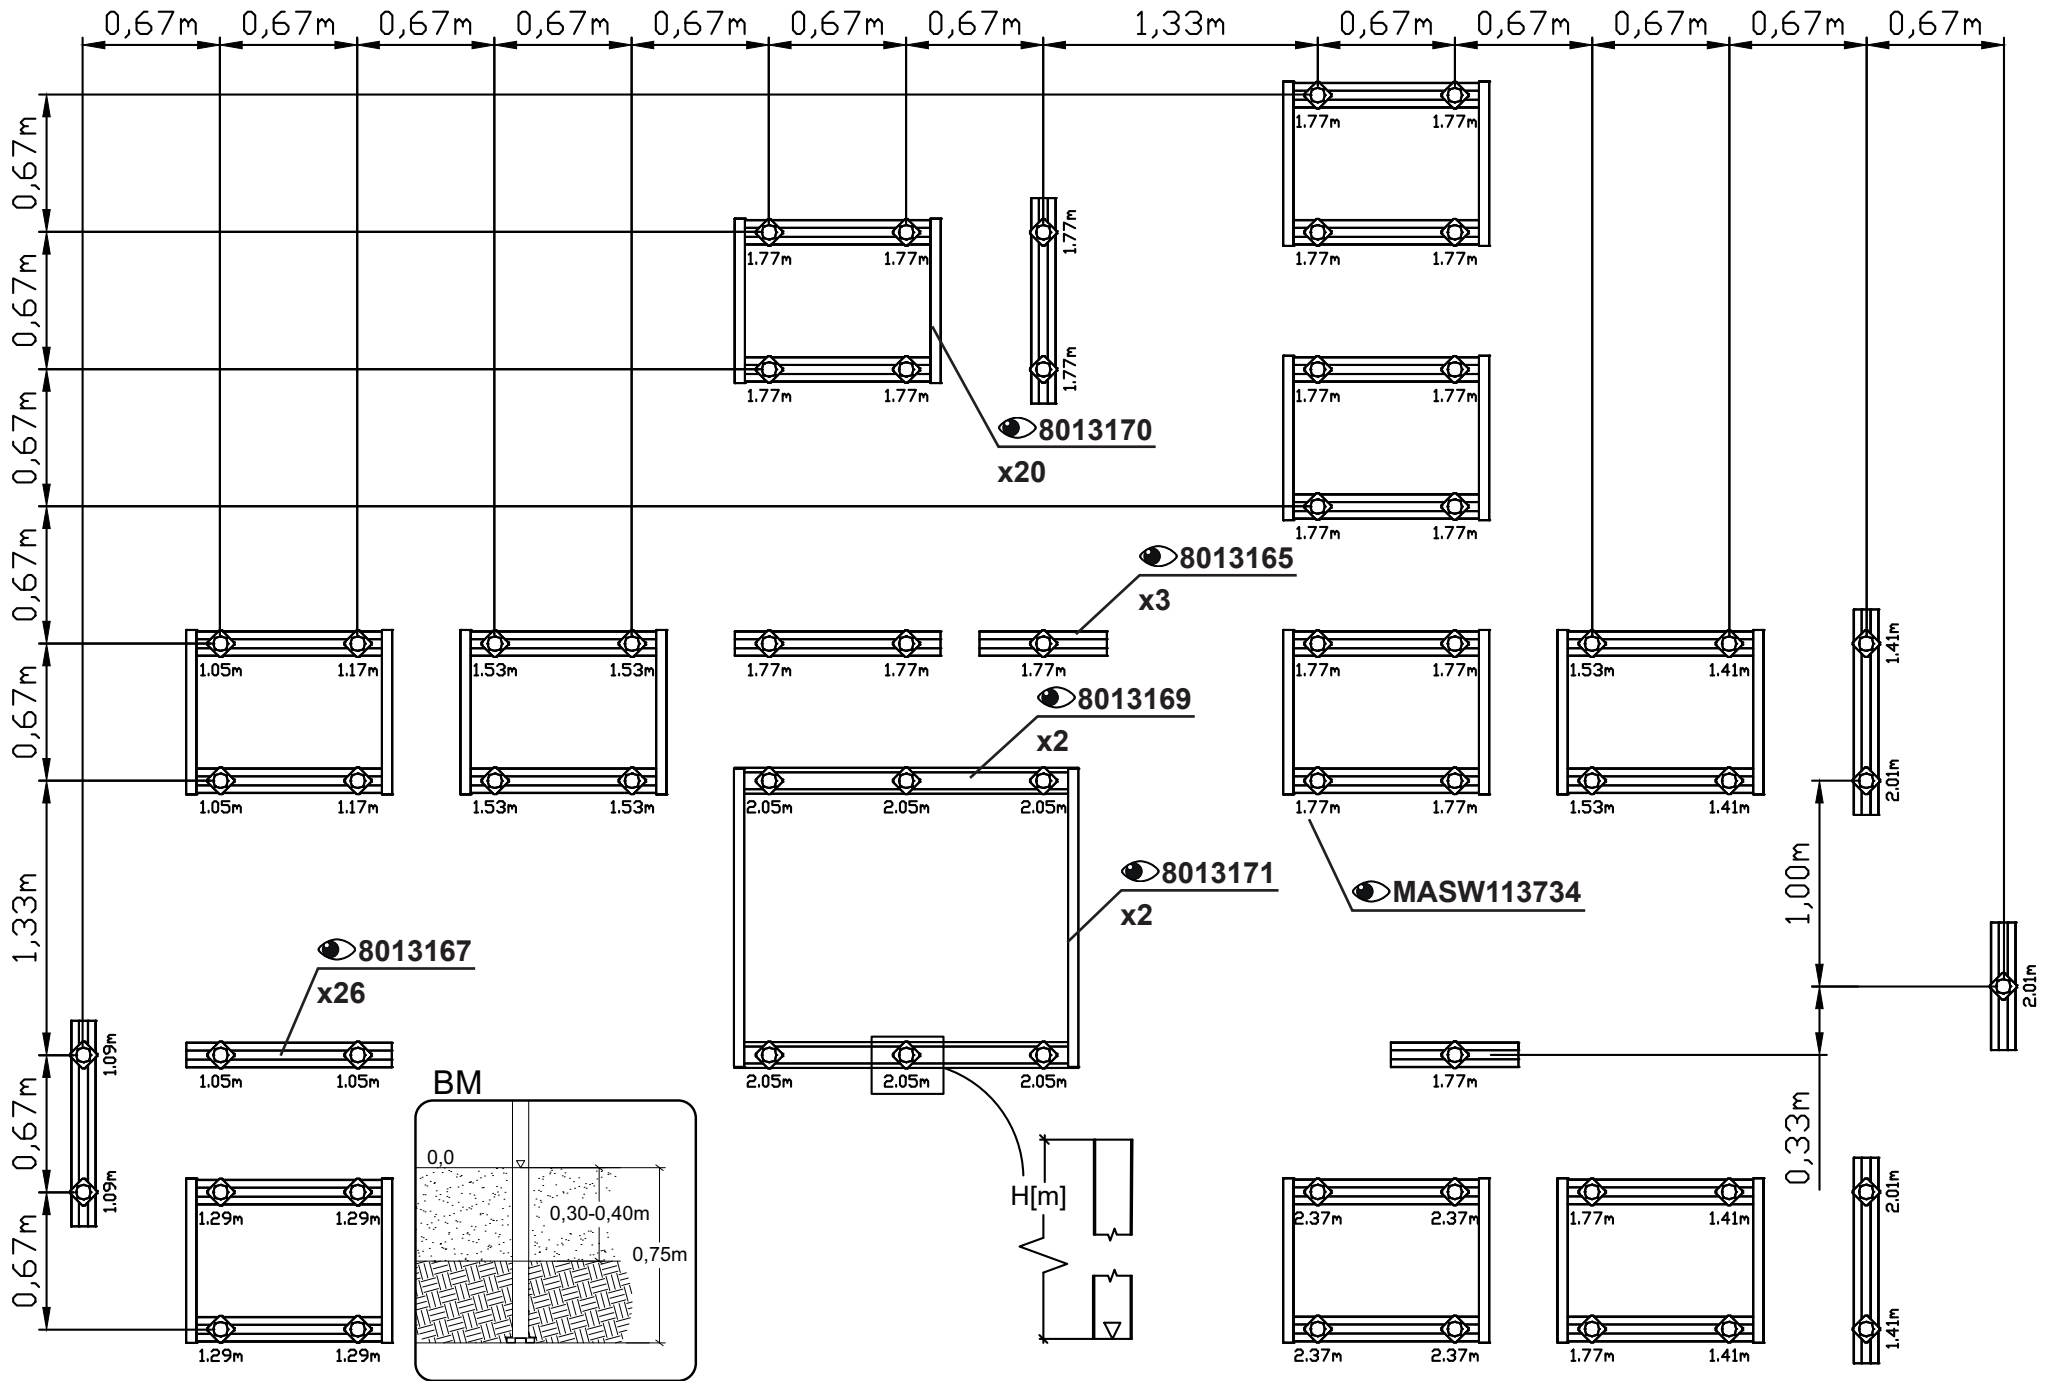 0,67m 0,67m 0,67m 0,67m 0,67m 0,67m 0,67m 1,33m 0,67m 0,67m 0,67m 0,67m 0,67m
0,67m
1.77m 1.77m
0,67m
1.77m 1.77m 1.77m 1.77m 1.77m
0,67m
1.77m 1.77m 1.77m 1.77m 1.77m
8013170
x20
1.77m 1.77m
0,67m
8013165
x3
1.05m 1.17m 1.53m 1.53m 1.77m 1.77m 1.77m 1.77m 1.77m 1.53m 1.41m 1.41m
0,67m
8013169
x2
1.05m 1.17m 1.53m 1.53m 2.05m 2.05m 2.05m 1.77m 1.77m 1.53m 1.41m 2.01m
8013171
x2
MASW113734
1,33m
1,00m
8013167
x26
2.01m
1.09m 1.05m 1.05m 2.05m 2.05m 2.05m 1.77m
BM
0,67m
0,33m
0,0
0,30-0,40m
0,75m
H[m]
1.09m 1.29m 1.29m 2.37m 2.37m 1.77m 1.41m 2.01m
0,67m
1.29m 1.29m 2.37m 2.37m 1.77m 1.41m 1.41m